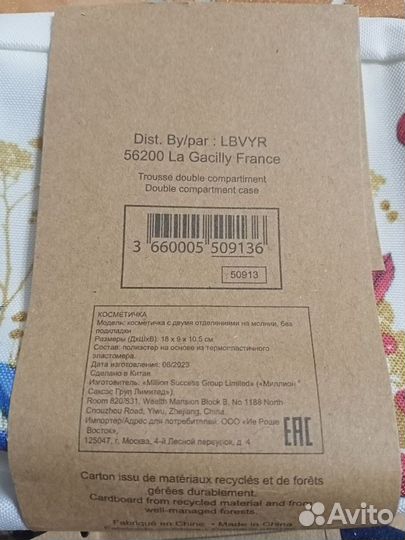 Dist. By/par : LBVYR
56200 La Gacilly France
Trousse double compartiment
Double compartment case
3 660005 509136
50913
КОСМЕТИЧКА
Модель: косметичка с двумя отделениями на молнии, без
подкладки
Размеры (ДхШхВ): 18 x 9 x 10.5 см
Состав: полиэстер на основе из термопластичного
эластомера.
Дата изготовления: 06/2023
Сделано в Китае
Изготовитель: «Million Success Group Limited» («Миллион
Саксэс Груп Лимитед»).
Room 820/831, Wealth Mansion Block B, No 1188 North
Chouzhou Road, Yiwu, Zhejiang, China.
Импортер/Адрес для потребителей: ООО «Ив Роше
Восток»,
125047, г. Москва, 4-й Лесной переулок, д. 4
EAC
Carton issu de matériaux recyclés et de forêts
gérées durablement.
Cardboard from recycled material and from
well-managed forests.
Fabriqué en Chine • Made in China
Avito